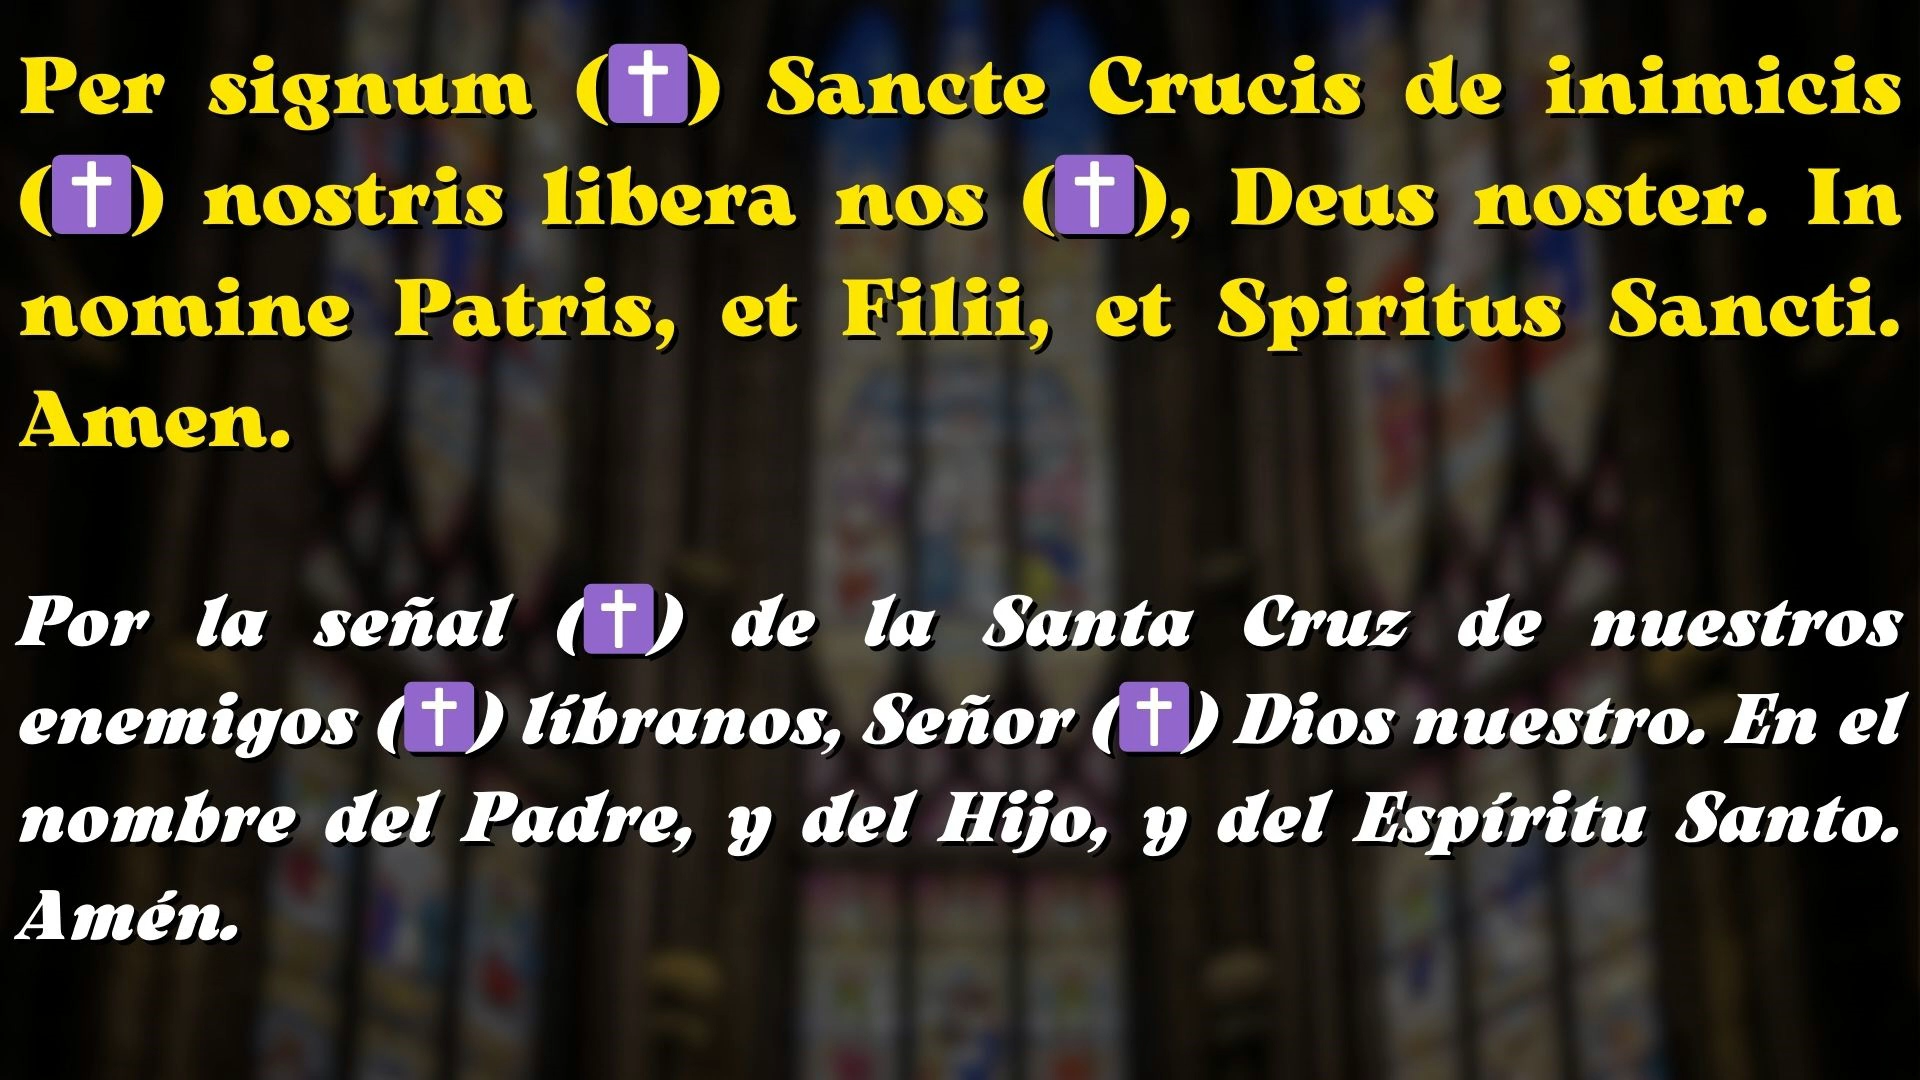 Per signum (✝️) Sancte Crucis de inimicis
(✝️) nostris libera nos (✝️), Deus noster. In
nomine Patris, et Filii, et Spiritus Sancti.
Amen.
Por la señal (✝️) de la Santa Cruz de nuestros
enemigos (✝️) líbranos, Señor (✝️) Dios nuestro. En el
nombre del Padre, y del Hijo, y del Espíritu Santo.
Amén.